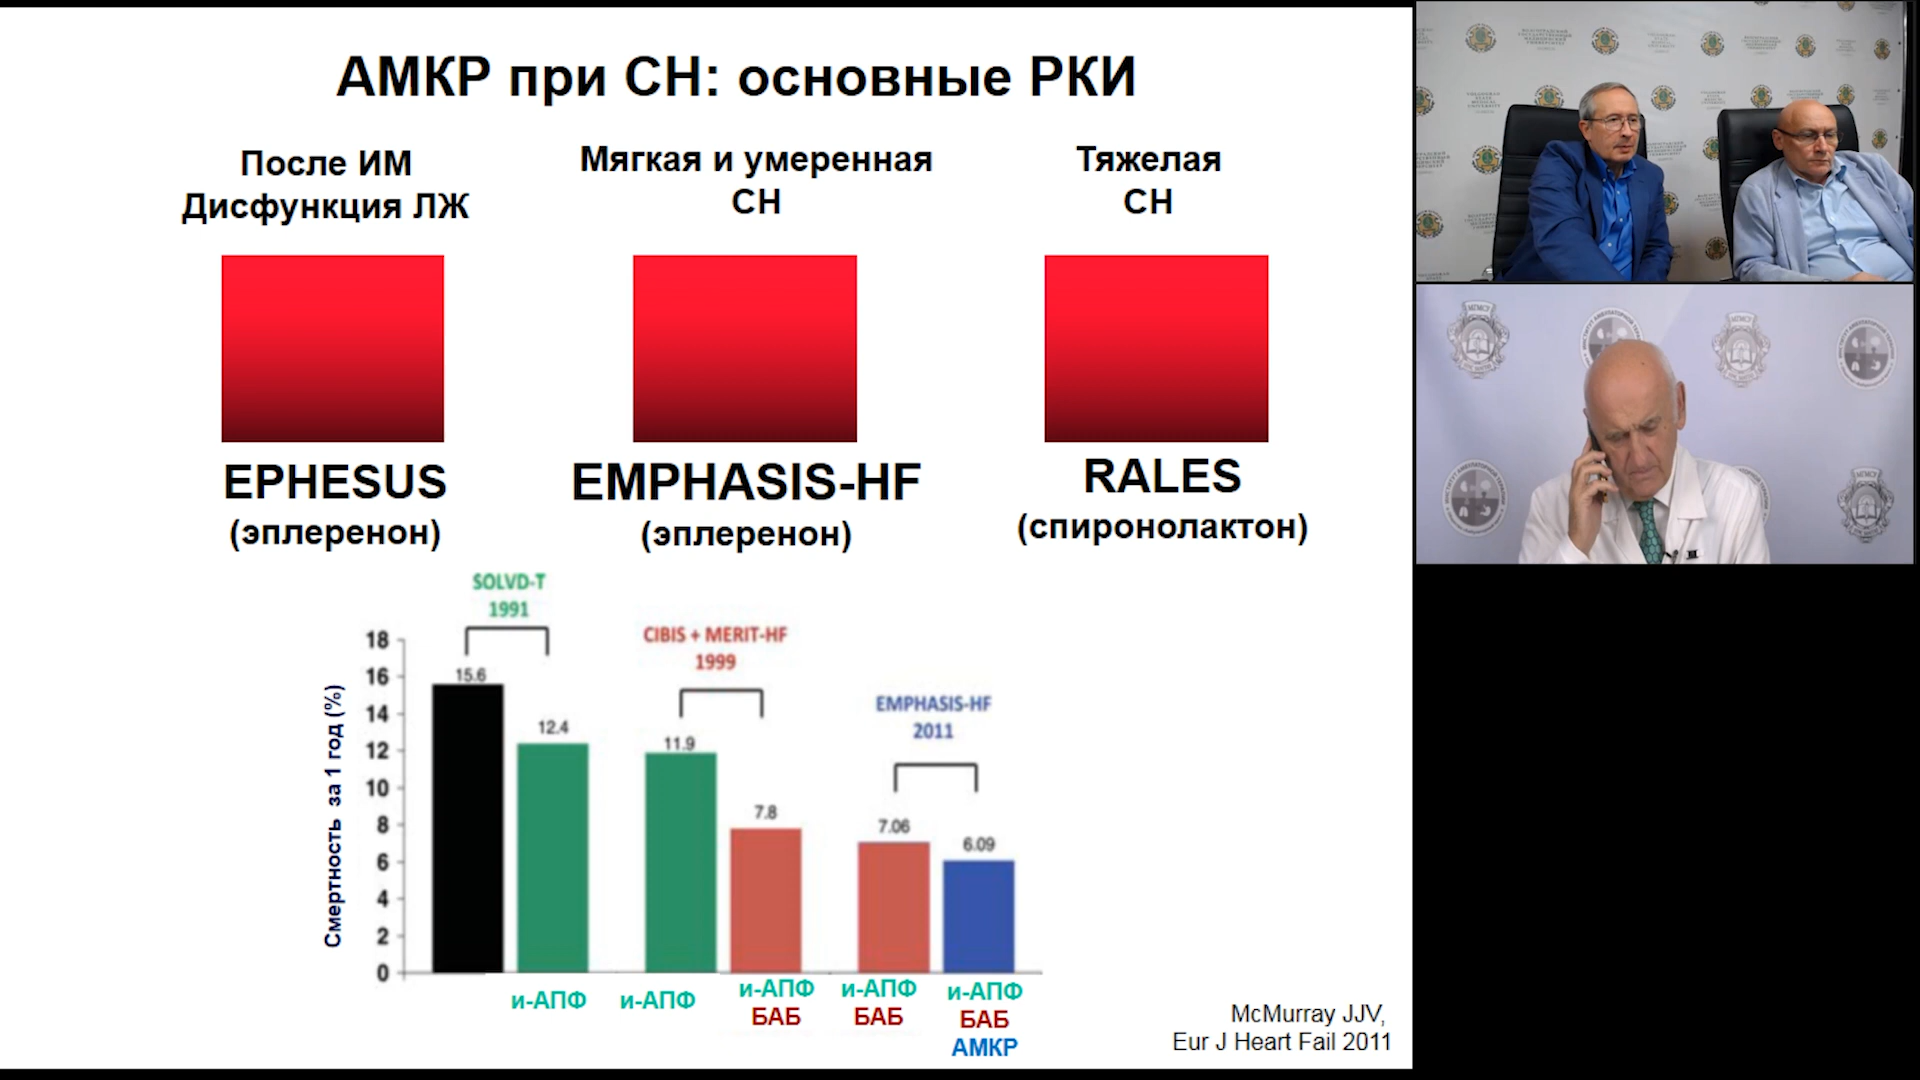 АМКР при СН: основные РКИ
После ИМ
Дисфункция ЛЖ
Мягкая и умеренная
СН
Тяжелая
СН
EPHESUS
(эплеренон)
EMPHASIS-HF
(эплеренон)
RALES
(спиронолактон)
SOLVD-T
1991
CIBIS + MERIT-HF
1999
EMPHASIS-HF
2011
Смертность за 1 год (%)
18
16
14
12
10
8
6
4
2
0
15.6
12.4
11.9
7.8
7.06
6.09
и-АПФ
и-АПФ
и-АПФ
БАБ
и-АПФ
БАБ
и-АПФ
БАБ
АМКР
McMurray JJV,
Eur J Heart Fail 2011